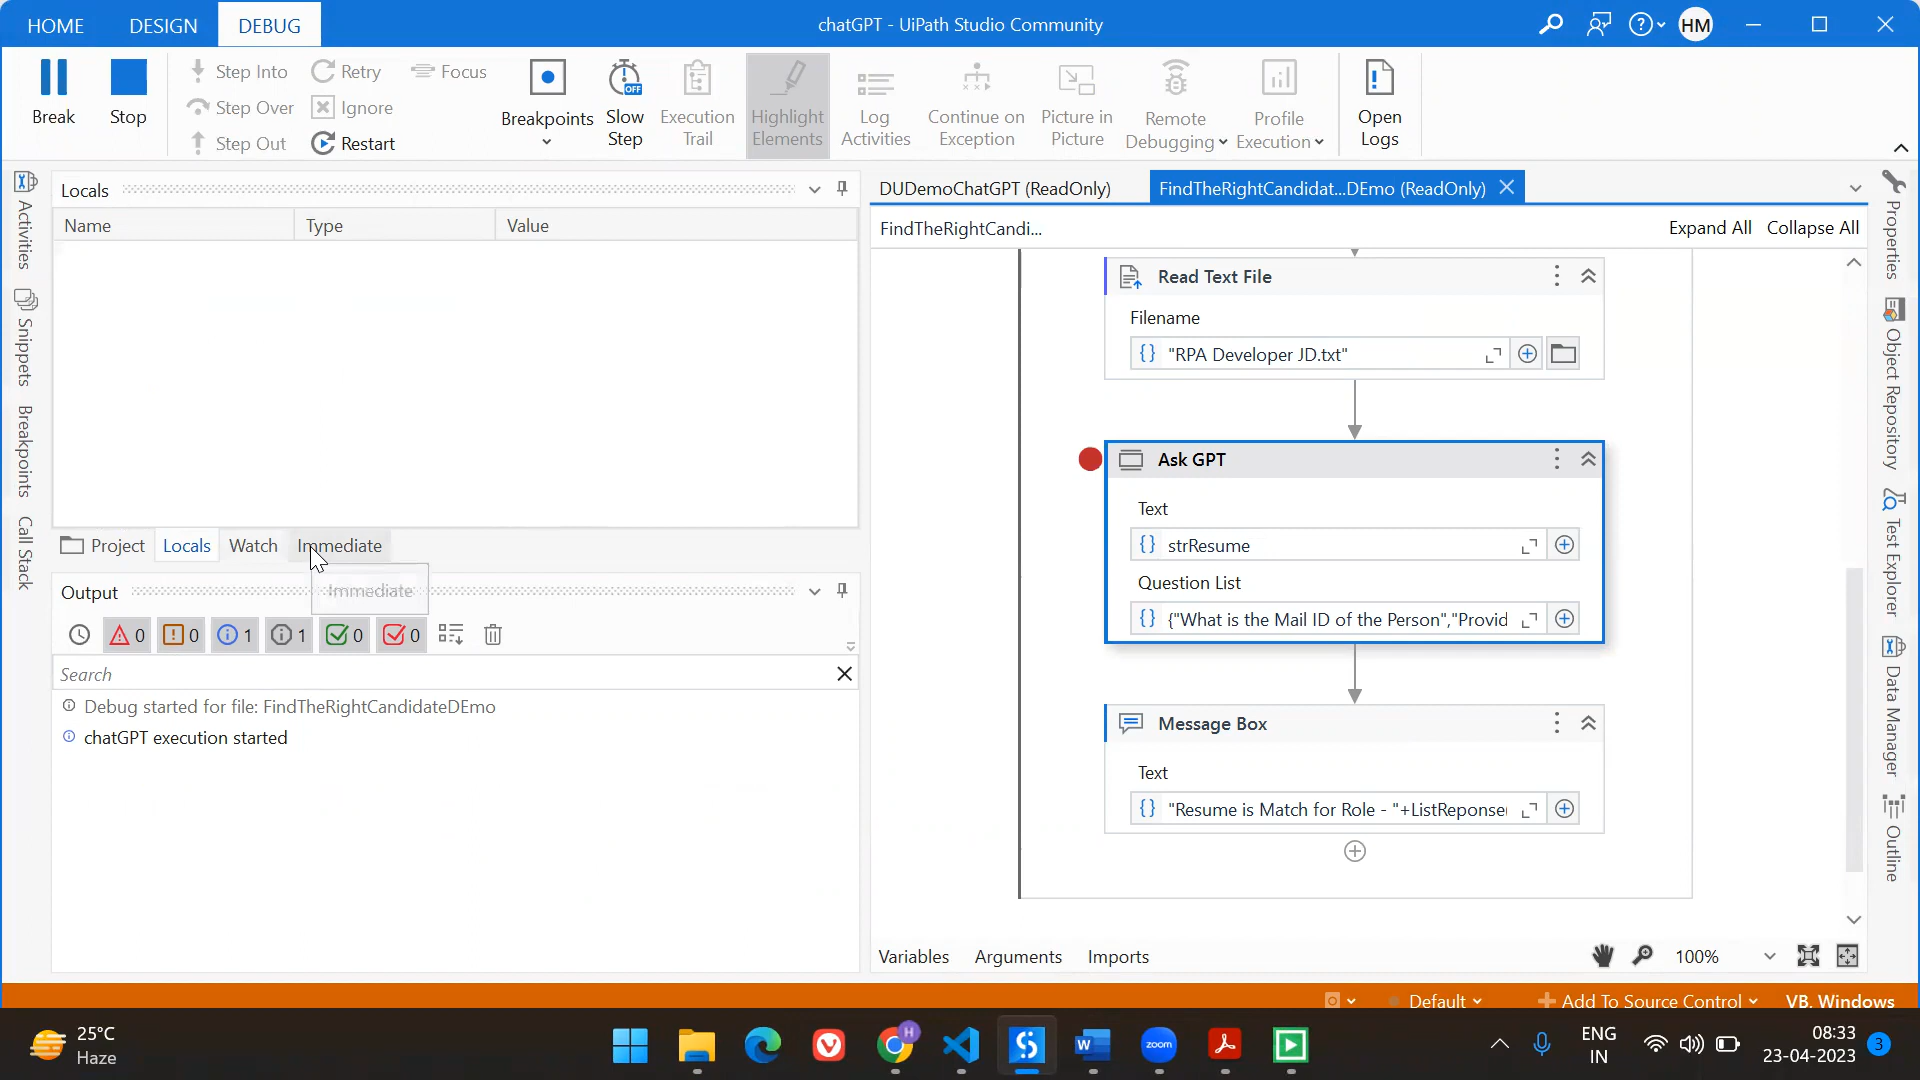 HOME DESIGN DEBUG chatGPT - UiPath Studio Community HM
Break Stop Step Into Step Over Step Out Retry Ignore Restart Focus
Breakpoints Slow Step OFF Execution Trail Highlight Elements Log Activities Continue on Exception Picture in Picture Remote Debugging Profile Execution Open Logs
Activities
Snippets
Breakpoints
Call Stack
Locals
Name Type Value
Project Locals Watch Immediate
Immediate
Output
0 0 1 1 0 0
Search
Debug started for file: FindTheRightCandidateDEmo
chatGPT execution started
DUDemoChatGPT (ReadOnly) FindTheRightCandidat...DEmo (ReadOnly)
FindTheRightCandi... Expand All Collapse All
Read Text File
Filename
{} "RPA Developer JD.txt"
Ask GPT
Text
{} strResume
Question List
{} {"What is the Mail ID of the Person","Provid
Message Box
Text
{} "Resume is Match for Role - "+ListReponse(
Variables Arguments Imports 100%
Properties
Object Repository
Test Explorer
Data Manager
Outline
Default Add To Source Control VB. Windows
25°C
Haze
H
W
zoom
ENG
IN
08:33
23-04-2023
3